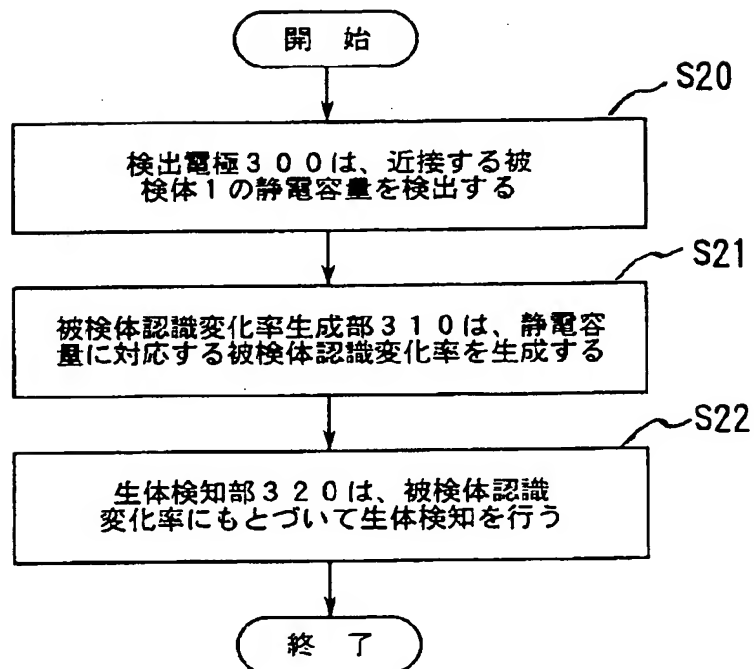 開　始
S20
検出電極３００は、近接する被
検体１の静電容量を検出する
S21
被検体認識変化率生成部３１０は、静電容
量に対応する被検体認識変化率を生成する
S22
生体検知部３２０は、被検体認識
変化率にもとづいて生体検知を行う
終　了